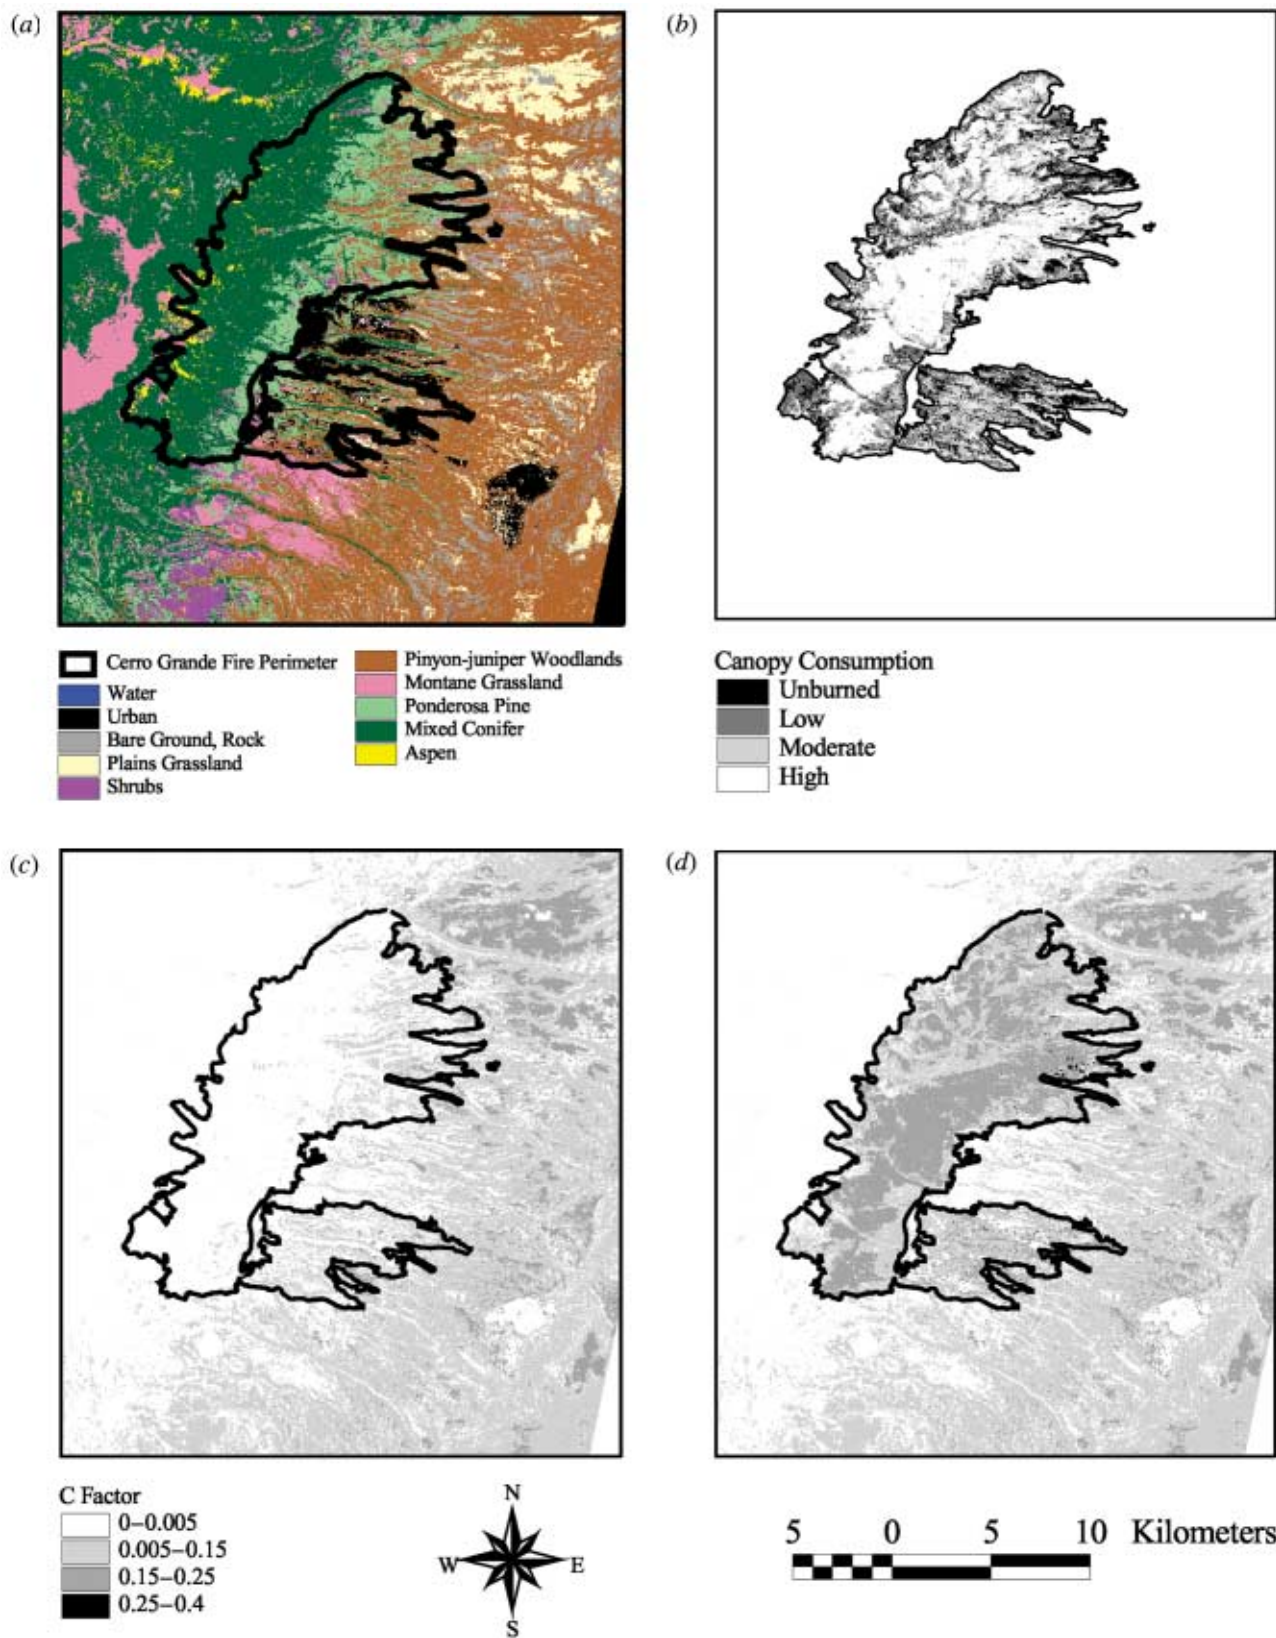 (a)
(b)
Cerro Grande Fire Perimeter
Water
Urban
Bare Ground, Rock
Plains Grassland
Shrubs
Pinyon-juniper Woodlands
Montane Grassland
Ponderosa Pine
Mixed Conifer
Aspen
Canopy Consumption
Unburned
Low
Moderate
High
(c)
(d)
C Factor
0–0.005
0.005–0.15
0.15–0.25
0.25–0.4
N
W E
S
5 0 5 10 Kilometers